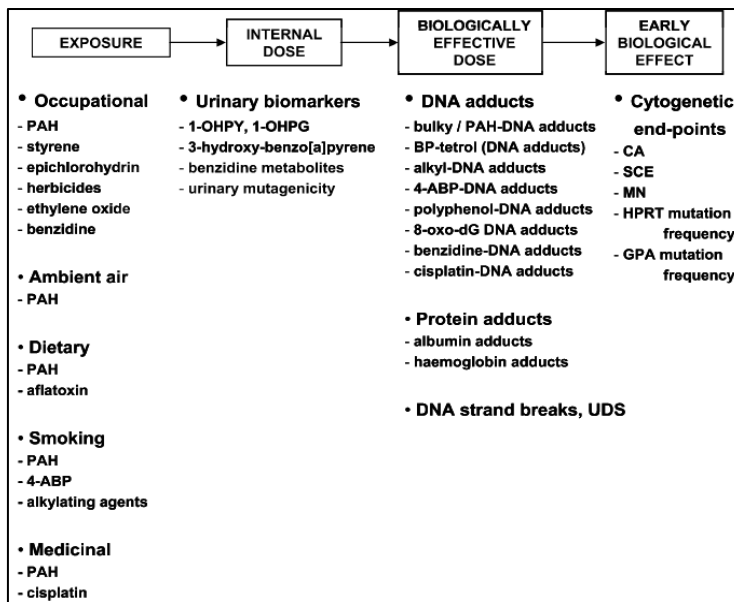 EXPOSURE
INTERNAL
DOSE
BIOLOGICALLY
EFFECTIVE
DOSE
EARLY
BIOLOGICAL
EFFECT
• Occupational
- PAH
- styrene
- epichlorohydrin
- herbicides
- ethylene oxide
- benzidine
• Ambient air
- PAH
• Dietary
- PAH
- aflatoxin
• Smoking
- PAH
- 4-ABP
- alkylating agents
• Medicinal
- PAH
- cisplatin
• Urinary biomarkers
- 1-OHPY, 1-OHPG
- 3-hydroxy-benzo[a]pyrene
- benzidine metabolites
- urinary mutagenicity
• DNA adducts
- bulky / PAH-DNA adducts
- BP-tetrol (DNA adducts)
- alkyl-DNA adducts
- 4-ABP-DNA adducts
- polyphenol-DNA adducts
- 8-oxo-dG DNA adducts
- benzidine-DNA adducts
- cisplatin-DNA adducts
• Protein adducts
- albumin adducts
- haemoglobin adducts
• DNA strand breaks, UDS
• Cytogenetic
end-points
- CA
- SCE
- MN
- HPRT mutation
frequency
- GPA mutation
frequency